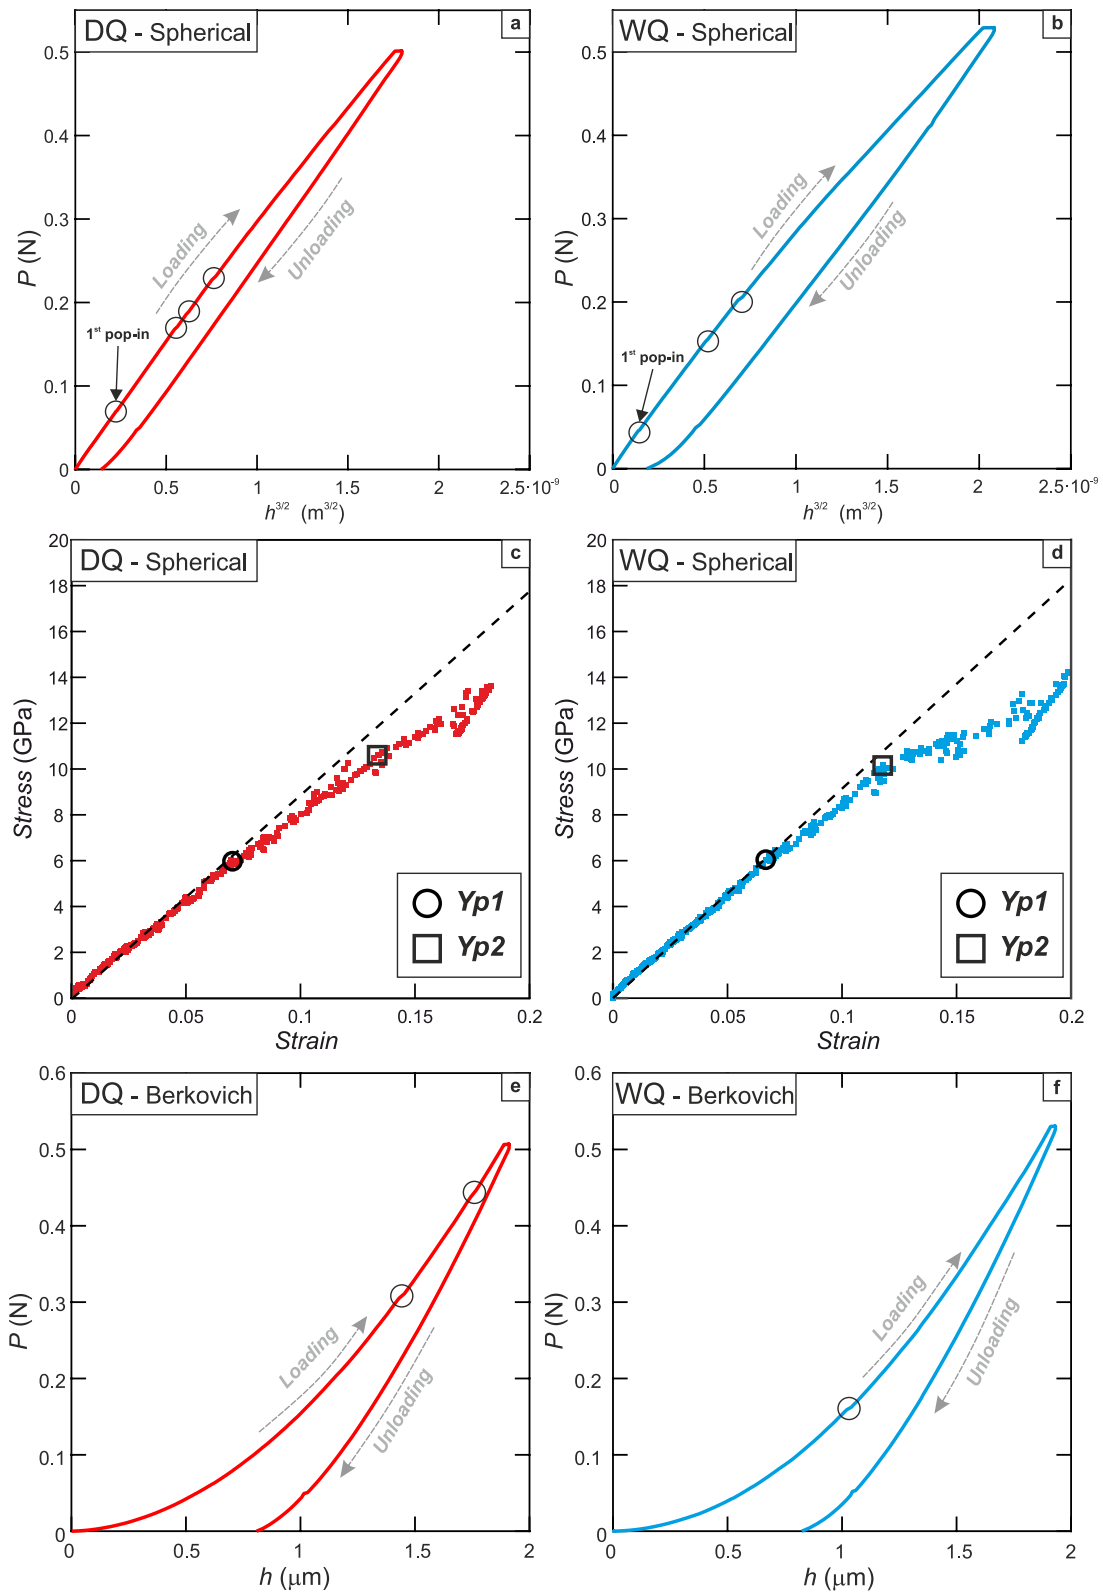 DQ - Spherical
a
0.5
0.4
0.3
0.2
0.1
0
P (N)
Loading
Unloading
1st pop-in
0
0.5
1
1.5
2
2.5·10-9
h3/2 (m3/2)
WQ - Spherical
b
0.5
0.4
0.3
0.2
0.1
0
P (N)
Loading
Unloading
1st pop-in
0
0.5
1
1.5
2
2.5·10-9
h3/2 (m3/2)
DQ - Spherical
c
20
18
16
14
12
10
8
6
4
2
0
Stress (GPa)
Yp1
Yp2
0
0.05
0.1
0.15
0.2
Strain
WQ - Spherical
d
20
18
16
14
12
10
8
6
4
2
0
Stress (GPa)
Yp1
Yp2
0
0.05
0.1
0.15
0.2
Strain
DQ - Berkovich
e
0.6
0.5
0.4
0.3
0.2
0.1
0
P (N)
Loading
Unloading
0
0.5
1
1.5
2
h (μm)
WQ - Berkovich
f
0.6
0.5
0.4
0.3
0.2
0.1
0
P (N)
Loading
Unloading
0
0.5
1
1.5
2
h (μm)